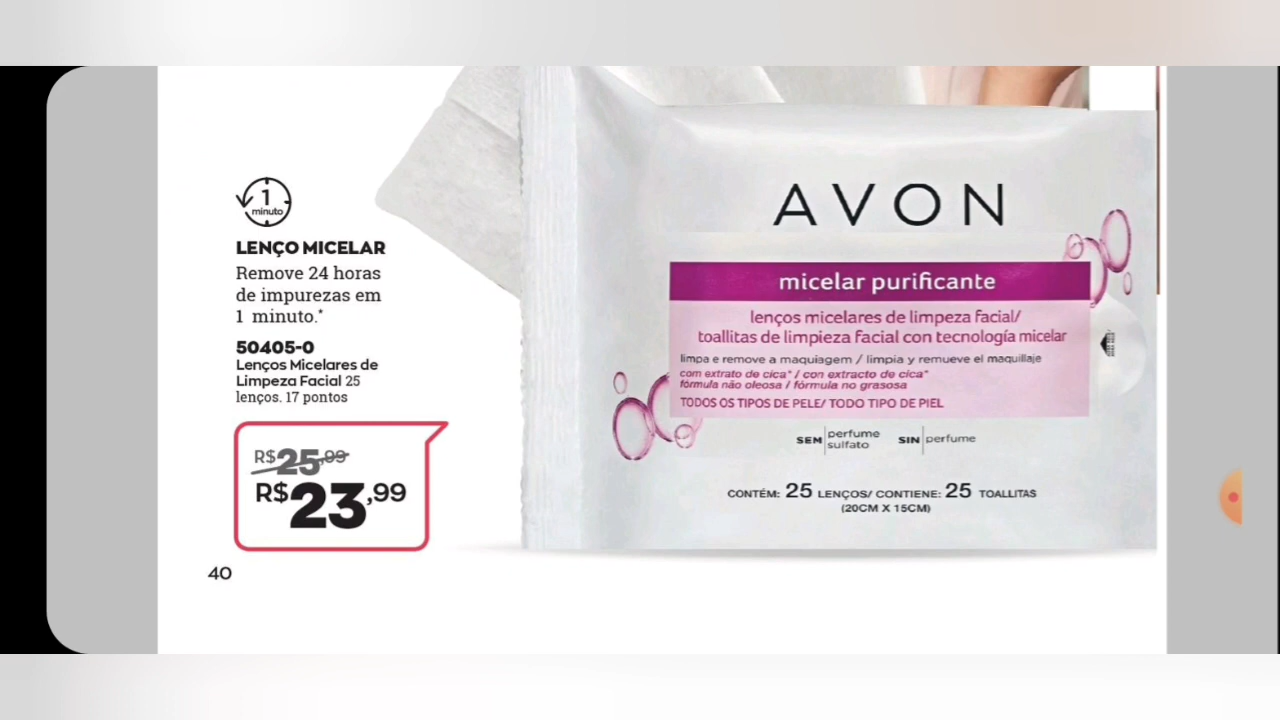 1
minuto
LENÇO MICELAR
Remove 24 horas
de impurezas em
1 minuto.*
50405-0
Lenços Micelares de
Limpeza Facial 25
lenços. 17 pontos
R$25,99
R$23,99
40
AVON
micelar purificante
lenços micelares de limpeza facial/
toallitas de limpieza facial con tecnología micelar
limpa e remove a maquiagem / limpia y remueve el maquillaje
com extrato de cica* / con extracto de cica*
fórmula não oleosa / fórmula no grasosa
TODOS OS TIPOS DE PELE/ TODO TIPO DE PIEL
SEM perfume sulfato SIN perfume
CONTÉM: 25 LENÇOS/ CONTIENE: 25 TOALLITAS
(20CM X 15CM)